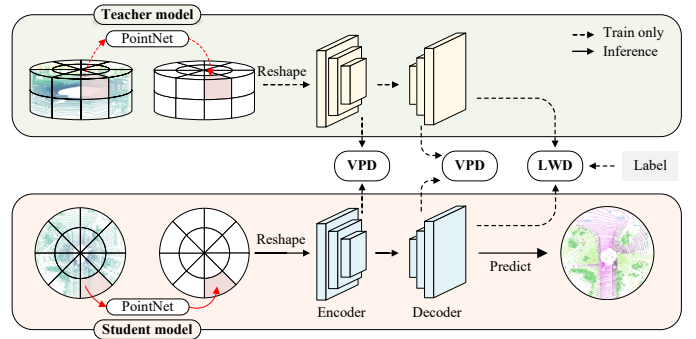 Teacher model
PointNet
Reshape
Train only
Inference
VPD
VPD
LWD
Label
Reshape
Predict
PointNet
Encoder
Decoder
Student model